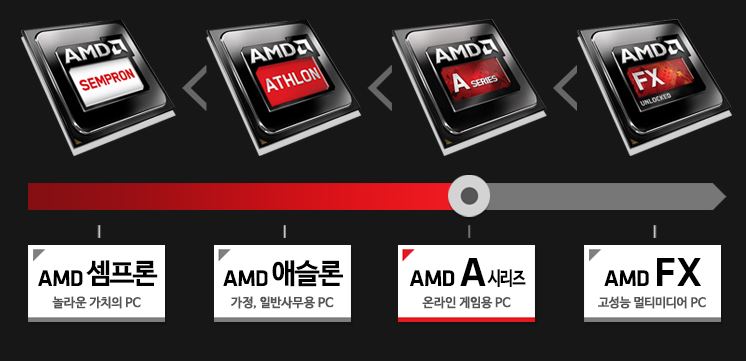 AMD
SEMPRON
AMD
ATHLON
AMD
A SERIES
AMD
FX
UNLOCKED
AMD 셈프론
놀라운 가치의 PC
AMD 애슬론
가정, 일반사무용 PC
AMD A 시리즈
온라인 게임용 PC
AMD FX
고성능 멀티미디어 PC